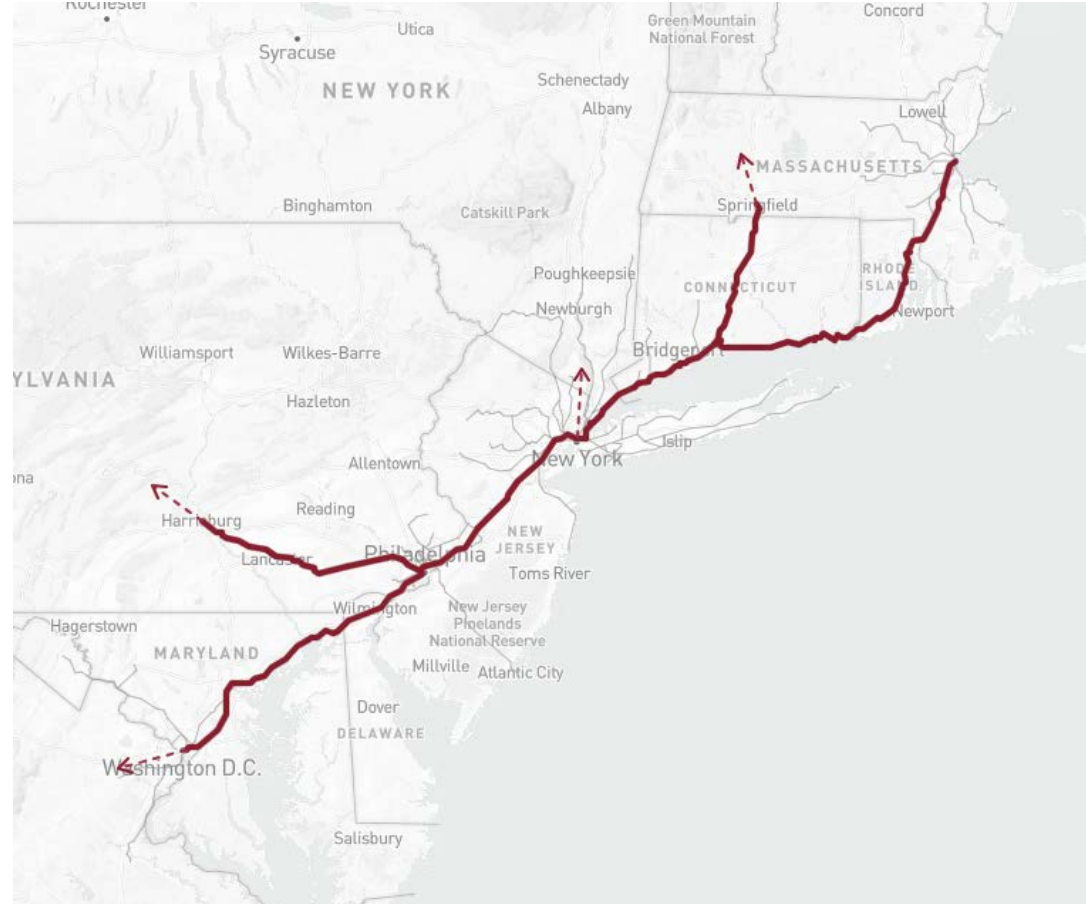 Rochester
Syracuse
Utica
Green Mountain
National Forest
Concord
NEW YORK
Schenectady
Albany
Lowell
MASSACHUSETTS
Binghamton
Catskill Park
Springfield
Poughkeepsie
CONNECTICUT
RHODE
ISLAND
Newburgh
Newport
Williamsport
Wilkes-Barre
Bridgeport
YLVANIA
Hazleton
Islip
New York
Allentown
ona
Reading
Harrisburg
NEW
JERSEY
Lancaster
Philadelphia
Toms River
Wilmington
New Jersey
Pinelands
National Reserve
Hagerstown
MARYLAND
Millville
Atlantic City
Dover
DELAWARE
Washington D.C.
Salisbury